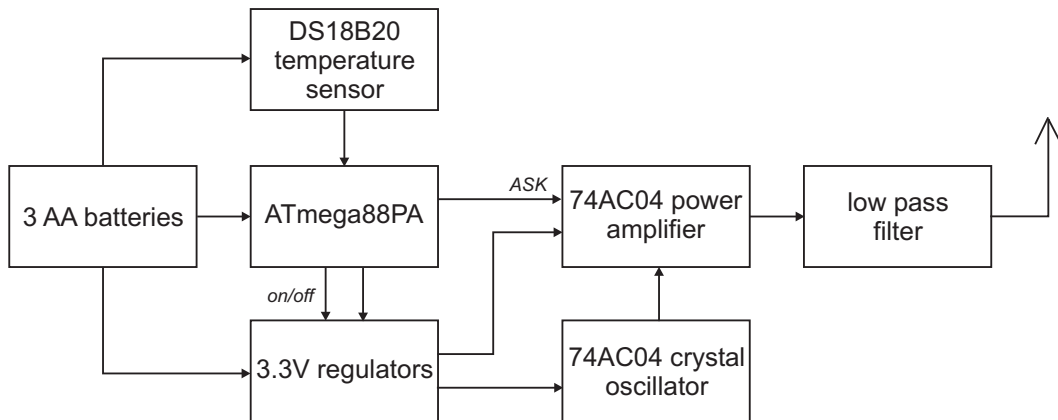 DS18B20
temperature
sensor
3 AA batteries
ATmega88PA
ASK
74AC04 power
amplifier
low pass
filter
on/off
3.3V regulators
74AC04 crystal
oscillator